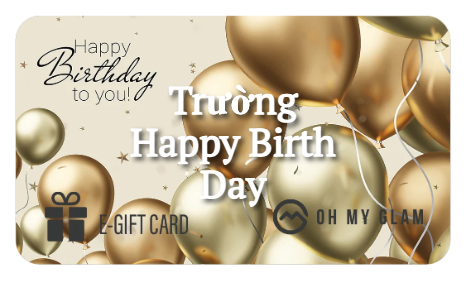 Happy
Birthday
to you!
Trường
Happy Birth
Day
E-GIFT CARD
OH MY GLAM